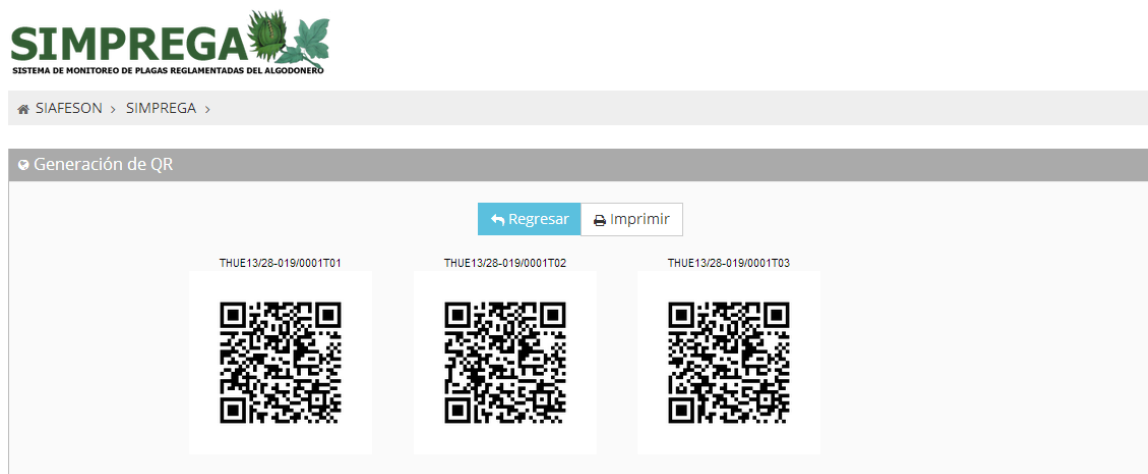 SIMPREGA
SISTEMA DE MONITOREO DE PLAGAS REGLAMENTADAS DEL ALGODONERO
SIAFESON > SIMPREGA >
Generación de QR
Regresar Imprimir
THUE13/28-019/0001T01 THUE13/28-019/0001T02 THUE13/28-019/0001T03